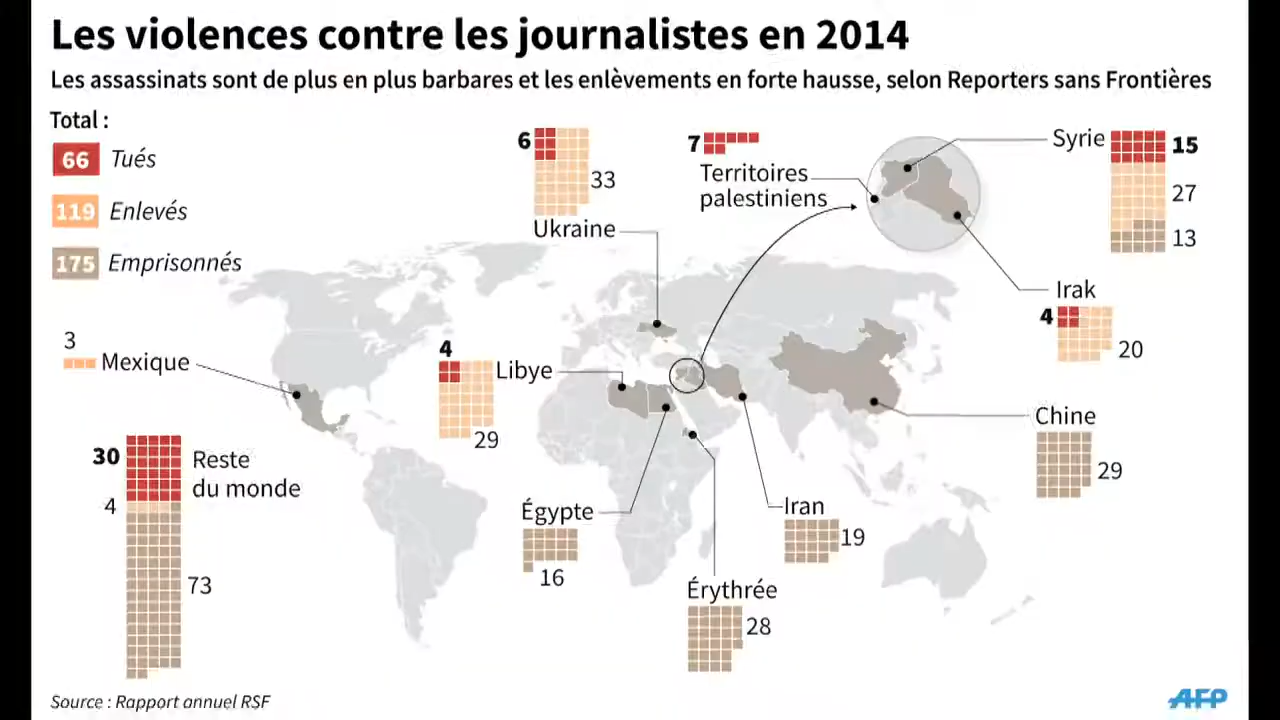 Les violences contre les journalistes en 2014
Les assassinats sont de plus en plus barbares et les enlèvements en forte hausse, selon Reporters sans Frontières
Total :
66 Tués
119 Enlevés
175 Emprisonnés
6
33
Ukraine
7
Territoires
palestiniens
Syrie
15
27
13
Irak
4
20
3
Mexique
4
Libye
29
Chine
29
30
Reste
du monde
4
73
Égypte
16
Iran
19
Érythrée
28
Source : Rapport annuel RSF
AFP